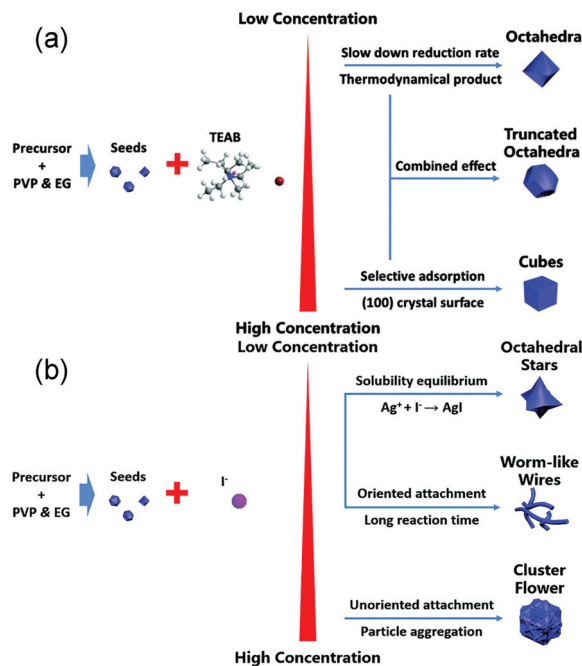 (a)
Low Concentration
Slow down reduction rate
Thermodynamical product
Octahedra
Precursor
+
PVP & EG
Seeds
TEAB
Combined effect
Truncated
Octahedra
Selective adsorption
(100) crystal surface
Cubes
High Concentration
(b)
Low Concentration
Solubility equilibrium
Ag⁺ + I⁻ → AgI
Octahedral
Stars
Precursor
+
PVP & EG
Seeds
I⁻
Oriented attachment
Long reaction time
Worm-like
Wires
Unoriented attachment
Particle aggregation
Cluster
Flower
High Concentration